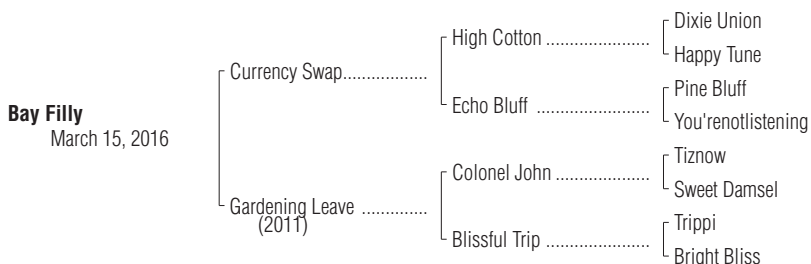 Dixie Union
High Cotton ......................
Happy Tune
Currency Swap.................
Pine Bluff
Echo Bluff ........................
You'renotlistening
Bay Filly
March 15, 2016
Tiznow
Colonel John ....................
Sweet Damsel
Gardening Leave .............
(2011)
Trippi
Blissful Trip ......................
Bright Bliss